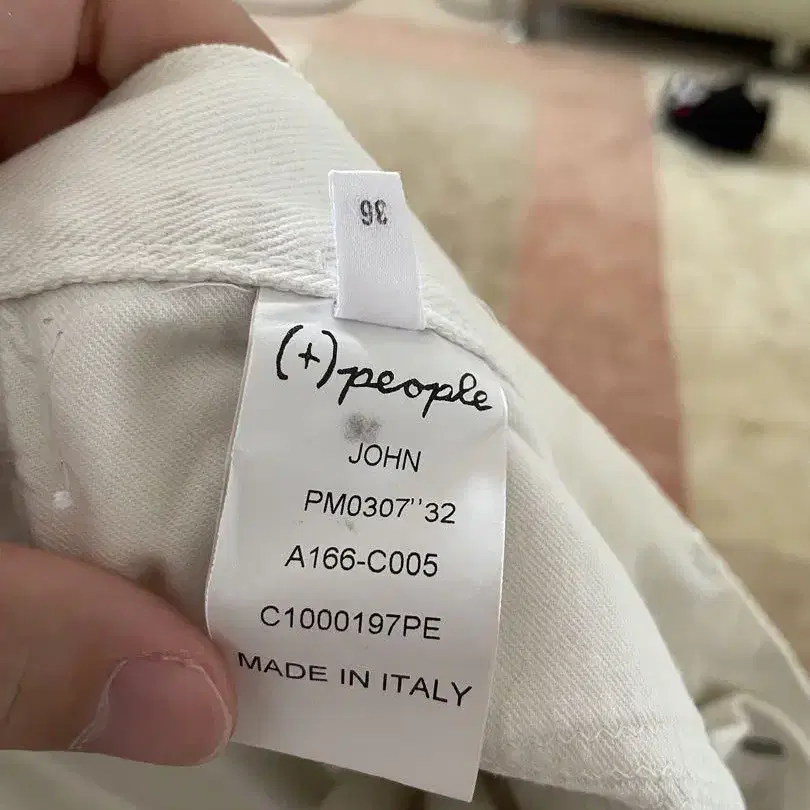 36
(+)people
JOHN
PM0307''32
A166-C005
C1000197PE
MADE IN ITALY